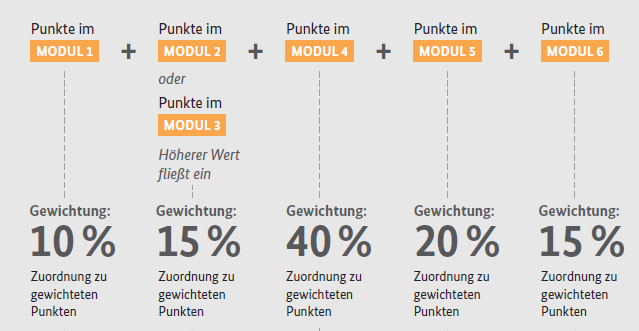 Punkte im
MODUL 1
+
Punkte im
MODUL 2
oder
Punkte im
MODUL 3
Höherer Wert
fließt ein
+
Punkte im
MODUL 4
+
Punkte im
MODUL 5
+
Punkte im
MODUL 6
Gewichtung:
10 %
Zuordnung zu
gewichteten
Punkten
Gewichtung:
15 %
Zuordnung zu
gewichteten
Punkten
Gewichtung:
40 %
Zuordnung zu
gewichteten
Punkten
Gewichtung:
20 %
Zuordnung zu
gewichteten
Punkten
Gewichtung:
15 %
Zuordnung zu
gewichteten
Punkten